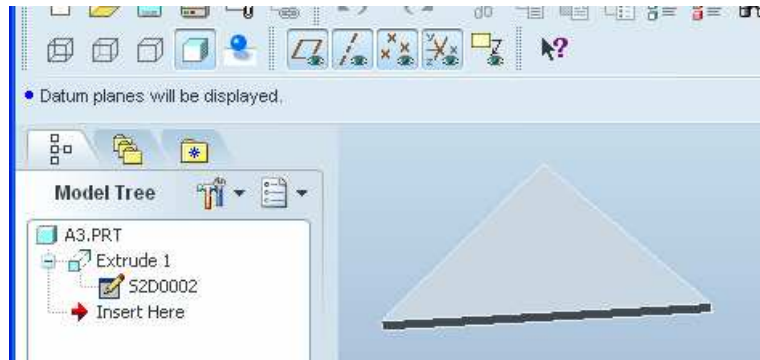 Datum planes will be displayed.
Model Tree
A3.PRT
Extrude 1
S2D0002
Insert Here